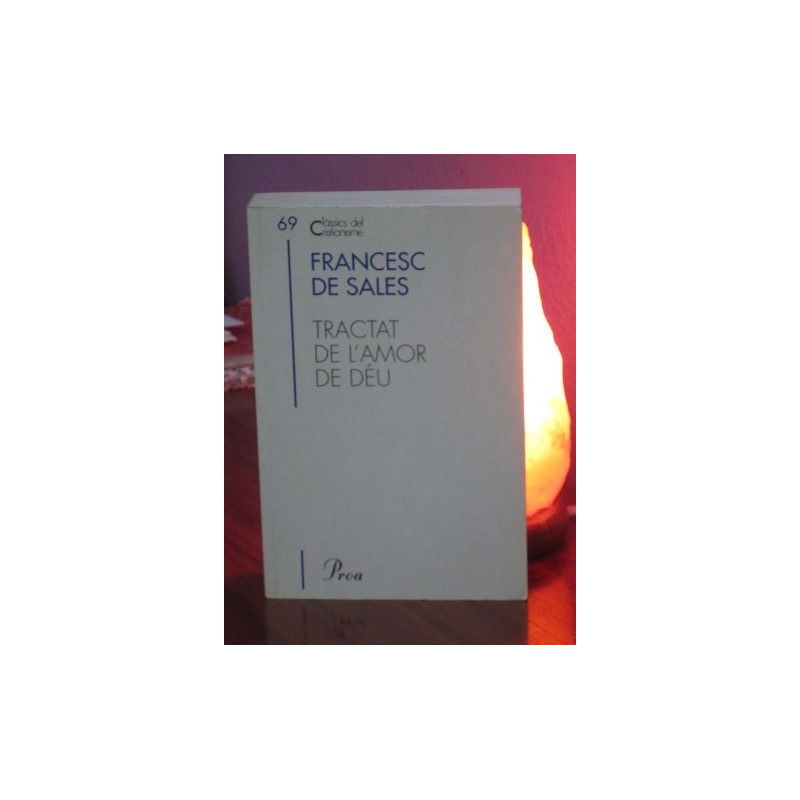 69 Clàssics del
Cristianisme
FRANCESC
DE SALES
TRACTAT
DE L'AMOR
DE DÉU
Proa